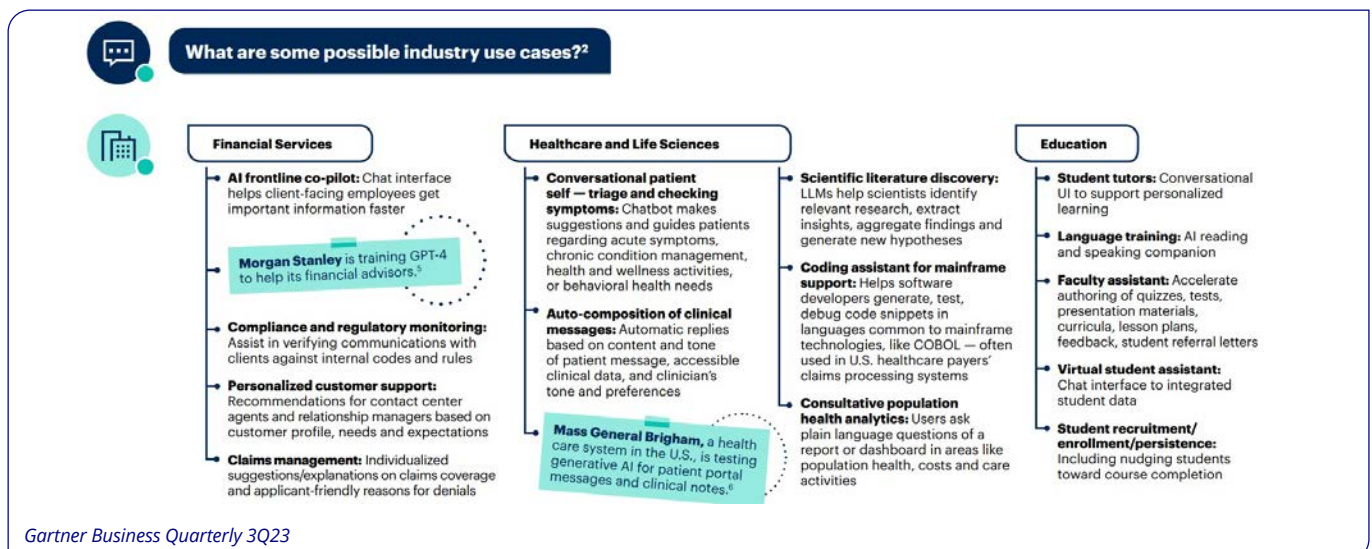 What are some possible industry use cases?²
Financial Services
AI frontline co-pilot: Chat interface
helps client-facing employees get
important information faster
Morgan Stanley is training GPT-4
to help its financial advisors.⁵
Compliance and regulatory monitoring:
Assist in verifying communications with
clients against internal codes and rules
Personalized customer support:
Recommendations for contact center
agents and relationship managers based on
customer profile, needs and expectations
Claims management: Individualized
suggestions/explanations on claims coverage
and applicant-friendly reasons for denials
Healthcare and Life Sciences
Conversational patient
self — triage and checking
symptoms: Chatbot makes
suggestions and guides patients
regarding acute symptoms,
chronic condition management,
health and wellness activities,
or behavioral health needs
Auto-composition of clinical
messages: Automatic replies
based on content and tone
of patient message, accessible
clinical data, and clinician's
tone and preferences
Mass General Brigham, a health
care system in the U.S., is testing
generative AI for patient portal
messages and clinical notes.⁶
Scientific literature discovery:
LLMs help scientists identify
relevant research, extract
insights, aggregate findings and
generate new hypotheses
Coding assistant for mainframe
support: Helps software
developers generate, test,
debug code snippets in
languages common to mainframe
technologies, like COBOL — often
used in U.S. healthcare payers'
claims processing systems
Consultative population
health analytics: Users ask
plain language questions of a
report or dashboard in areas like
population health, costs and care
activities
Education
Student tutors: Conversational
UI to support personalized
learning
Language training: AI reading
and speaking companion
Faculty assistant: Accelerate
authoring of quizzes, tests,
presentation materials,
curricula, lesson plans,
feedback, student referral letters
Virtual student assistant:
Chat interface to integrated
student data
Student recruitment/
enrollment/persistence:
Including nudging students
toward course completion
Gartner Business Quarterly 3Q23